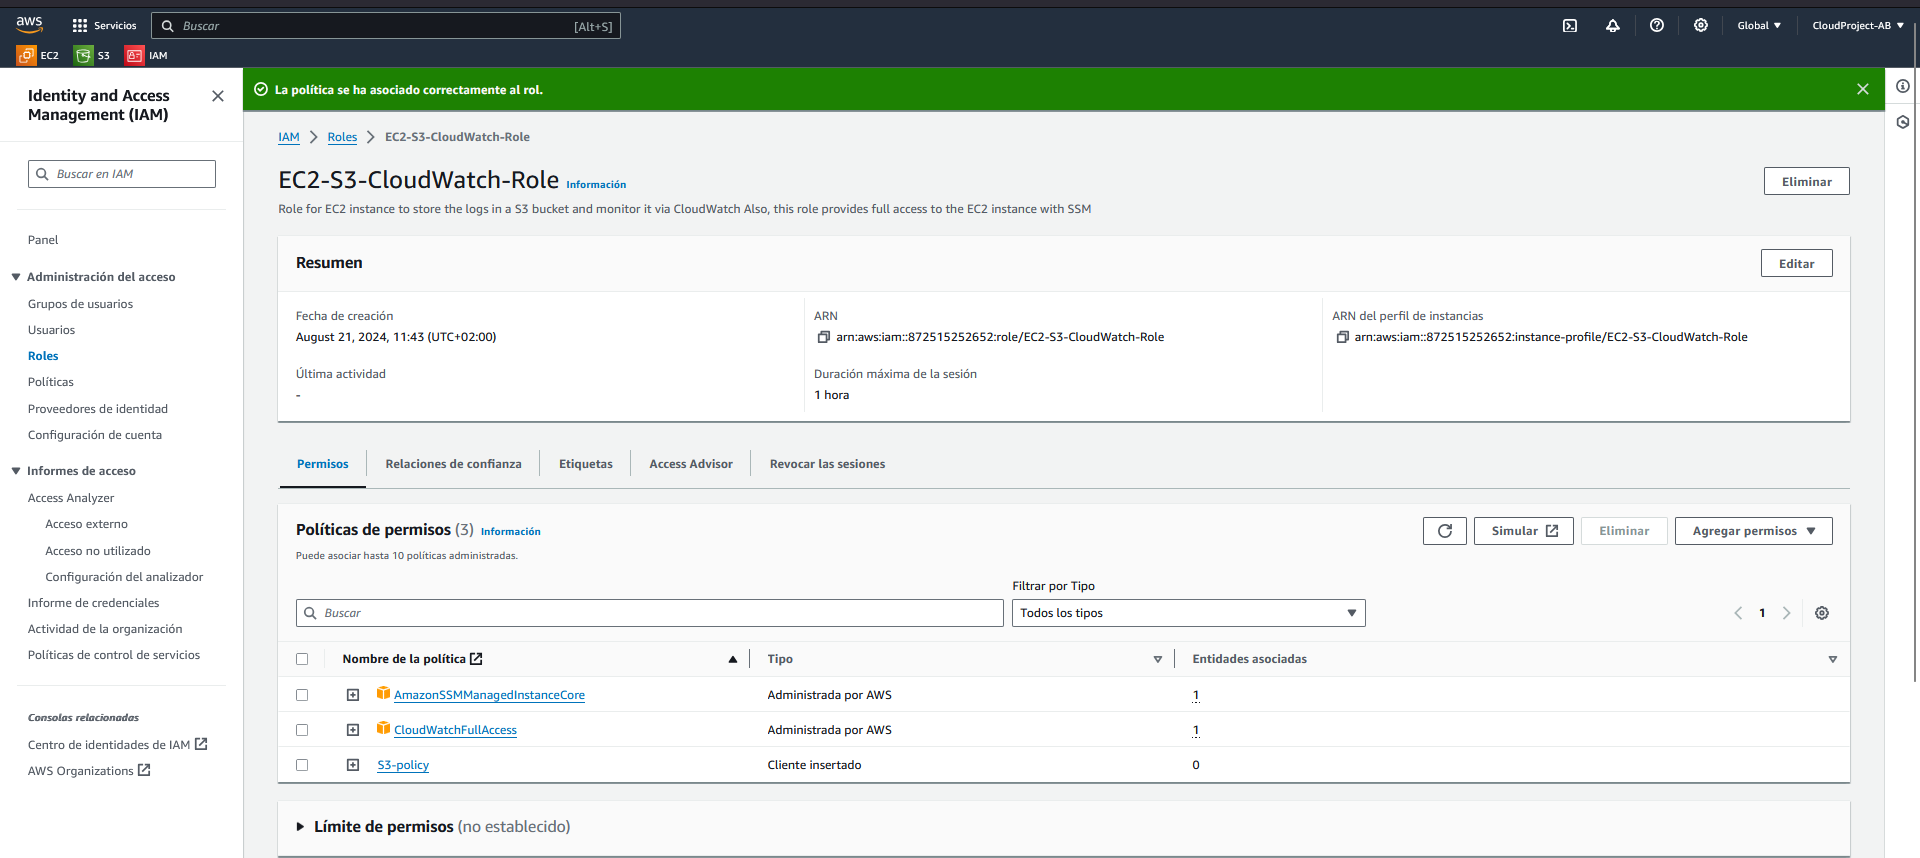 aws
Servicios
Buscar
[Alt+S]
Global
CloudProject-AB
EC2
S3
IAM
Identity and Access Management (IAM)
Buscar en IAM
Panel
Administración del acceso
Grupos de usuarios
Usuarios
Roles
Políticas
Proveedores de identidad
Configuración de cuenta
Informes de acceso
Access Analyzer
Acceso externo
Acceso no utilizado
Configuración del analizador
Informe de credenciales
Actividad de la organización
Políticas de control de servicios
Consolas relacionadas
Centro de identidades de IAM
AWS Organizations
La política se ha asociado correctamente al rol.
IAM
Roles
EC2-S3-CloudWatch-Role
EC2-S3-CloudWatch-Role Información
Eliminar
Role for EC2 instance to store the logs in a S3 bucket and monitor it via CloudWatch Also, this role provides full access to the EC2 instance with SSM
Resumen
Editar
Fecha de creación
August 21, 2024, 11:43 (UTC+02:00)
Última actividad
-
ARN
arn:aws:iam::872515252652:role/EC2-S3-CloudWatch-Role
Duración máxima de la sesión
1 hora
ARN del perfil de instancias
arn:aws:iam::872515252652:instance-profile/EC2-S3-CloudWatch-Role
Permisos
Relaciones de confianza
Etiquetas
Access Advisor
Revocar las sesiones
Políticas de permisos (3) Información
Puede asociar hasta 10 políticas administradas.
Simular
Eliminar
Agregar permisos
Filtrar por Tipo
Buscar
Todos los tipos
1
Nombre de la política
Tipo
Entidades asociadas
AmazonSSMManagedInstanceCore
Administrada por AWS
1
CloudWatchFullAccess
Administrada por AWS
1
S3-policy
Cliente insertado
0
Límite de permisos (no establecido)